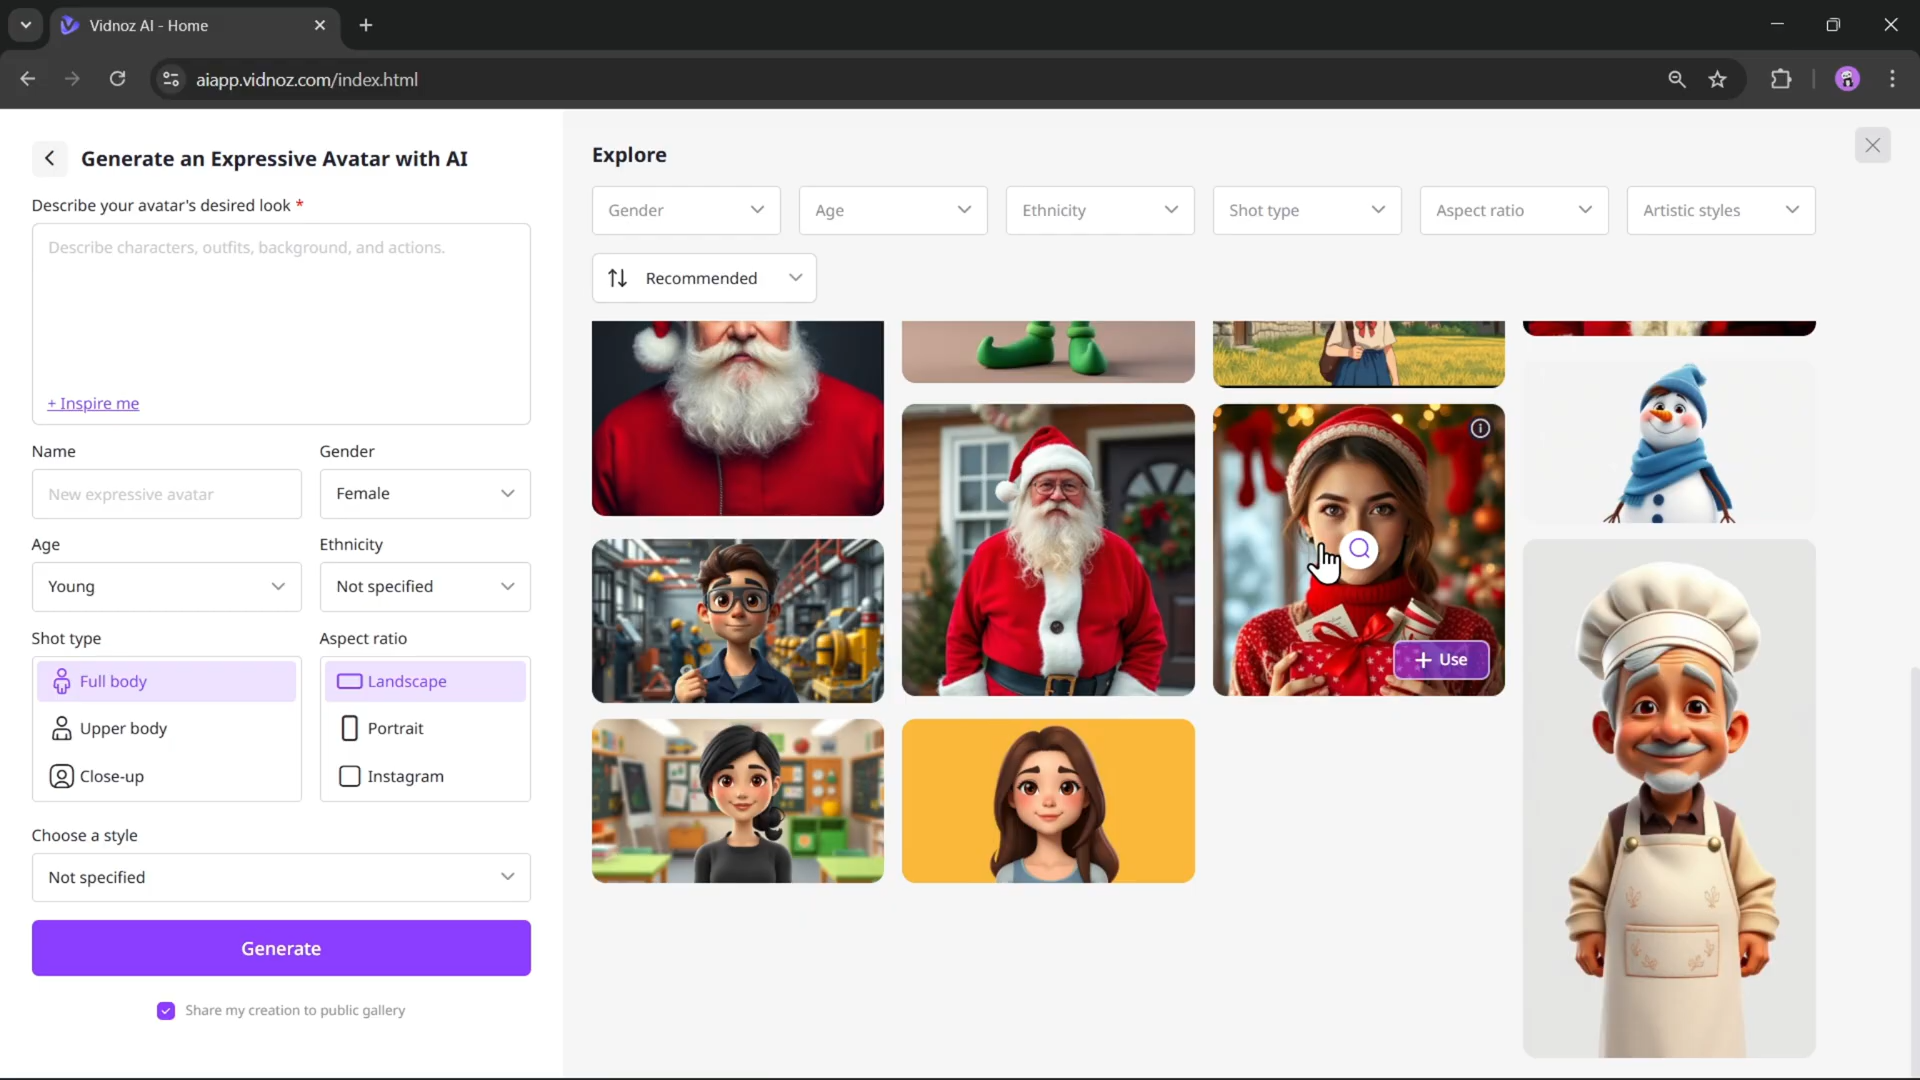 Vidnoz AI - Home
aiapp.vidnoz.com/index.html
Generate an Expressive Avatar with AI
Describe your avatar's desired look *
Describe characters, outfits, background, and actions.
+ Inspire me
Name
Gender
New expressive avatar
Female
Age
Ethnicity
Young
Not specified
Shot type
Aspect ratio
Full body
Landscape
Upper body
Portrait
Close-up
Instagram
Choose a style
Not specified
Generate
Share my creation to public gallery
Explore
Gender
Age
Ethnicity
Shot type
Aspect ratio
Artistic styles
Recommended
+ Use